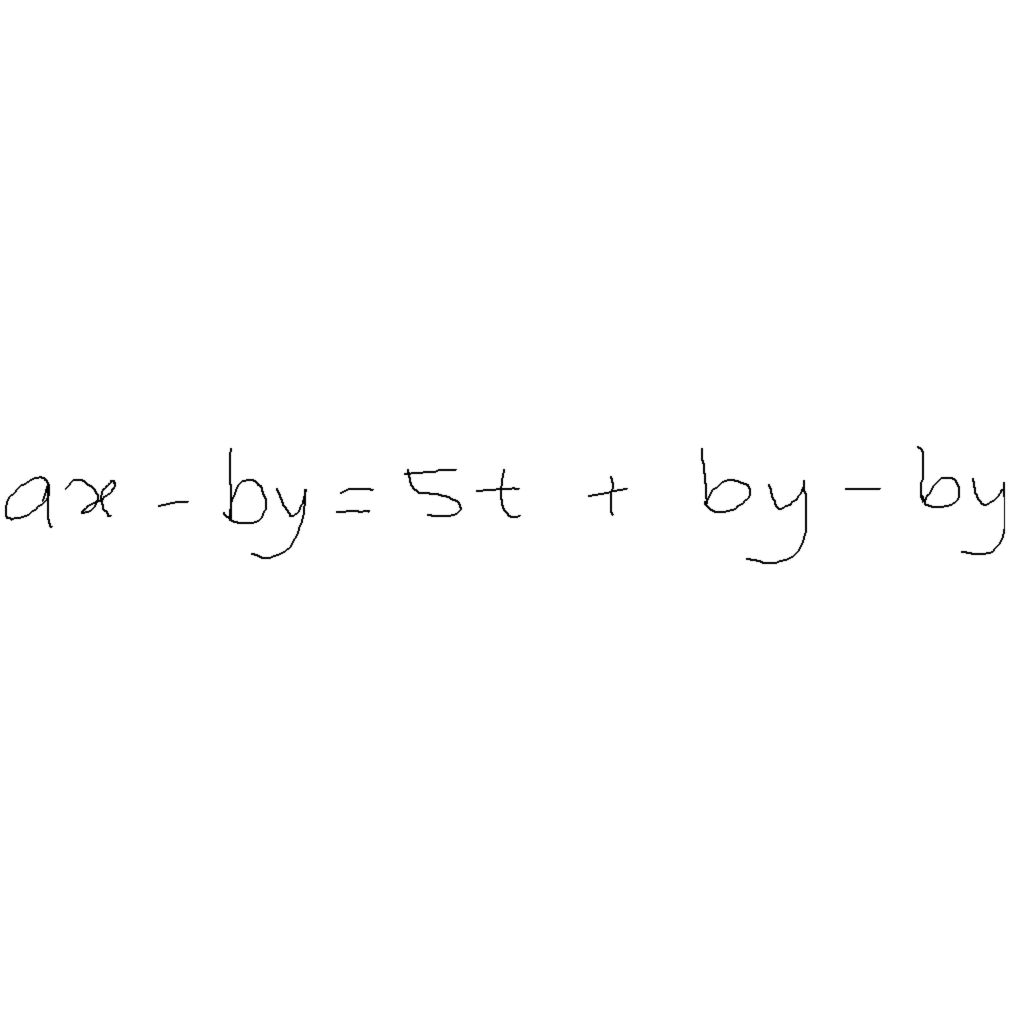 ax - by = 5t + by - by